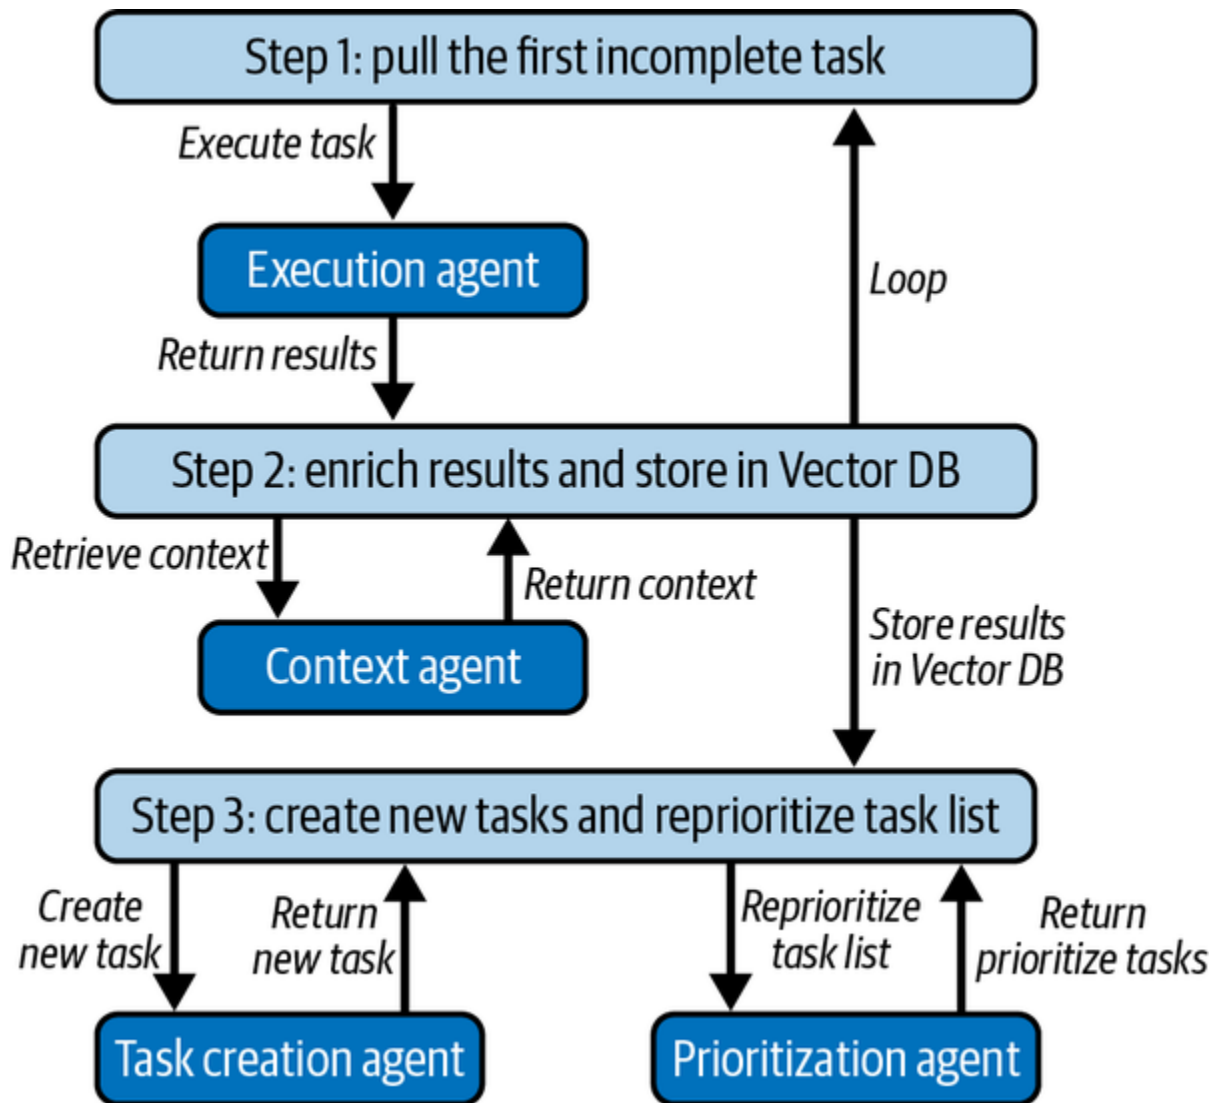 Step 1: pull the first incomplete task
Execute task
Execution agent
Loop
Return results
Step 2: enrich results and store in Vector DB
Retrieve context
Return context
Context agent
Store results
in Vector DB
Step 3: create new tasks and reprioritize task list
Create
new task
Return
new task
Reprioritize
task list
Return
prioritize tasks
Task creation agent
Prioritization agent